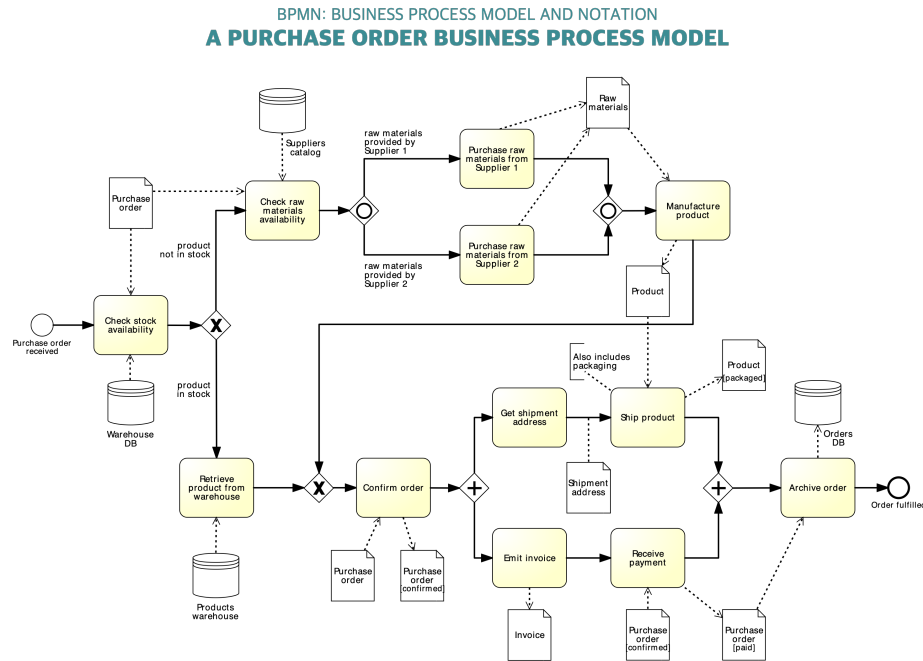 BPMN: BUSINESS PROCESS MODEL AND NOTATION
A PURCHASE ORDER BUSINESS PROCESS MODEL
Raw
materials
Suppliers
catalog
raw materials
provided by
Supplier 1
Purchase raw
materials from
Supplier 1
Purchase
order
Check raw
materials
availability
Manufacture
product
product
not in stock
Purchase raw
materials from
Supplier 2
raw materials
provided by
Supplier 2
Product
Check stock
availability
X
Purchase order
received
Also includes
packaging
Product
[packaged]
product
in stock
Warehouse
DB
Get shipment
address
Ship product
Orders
DB
Retrieve
product from
warehouse
X
Confirm order
Shipment
address
Archive order
Order fulfilled
Purchase
order
Purchase
order
[confirmed]
Emit invoice
Receive
payment
Products
warehouse
Invoice
Purchase
order
[confirmed]
Purchase
order
[paid]